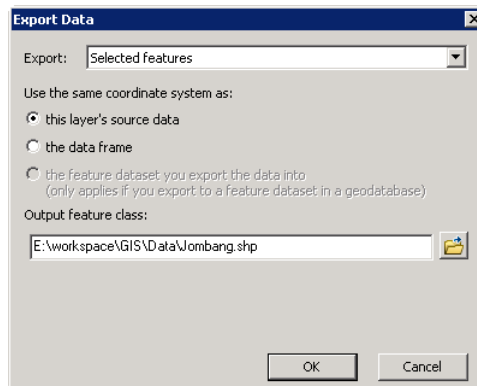 Export Data
Export: Selected features
Use the same coordinate system as:
this layer's source data
the data frame
the feature dataset you export the data into
(only applies if you export to a feature dataset in a geodatabase)
Output feature class:
E:\workspace\GIS\Data\Jombang.shp
OK Cancel